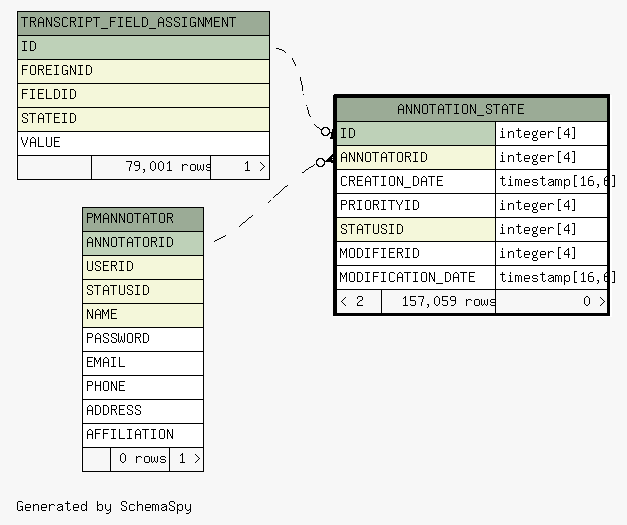 TRANSCRIPT_FIELD_ASSIGNMENT
ID
FOREIGNID
FIELDID
STATEID
VALUE
79,001 rows 1 >
ANNOTATION_STATE
ID integer[4]
ANNOTATORID integer[4]
CREATION_DATE timestamp[16,6]
PRIORITYID integer[4]
STATUSID integer[4]
MODIFIERID integer[4]
MODIFICATION_DATE timestamp[16,6]
< 2 157,059 rows 0 >
PMANNOTATOR
ANNOTATORID
USERID
STATUSID
NAME
PASSWORD
EMAIL
PHONE
ADDRESS
AFFILIATION
0 rows 1 >
Generated by SchemaSpy